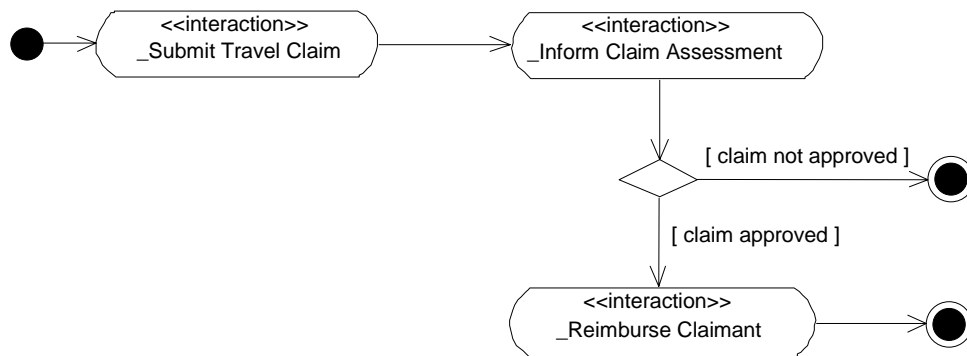 <<interaction>>
_Submit Travel Claim
<<interaction>>
_Inform Claim Assessment
[ claim not approved ]
[ claim approved ]
<<interaction>>
_Reimburse Claimant